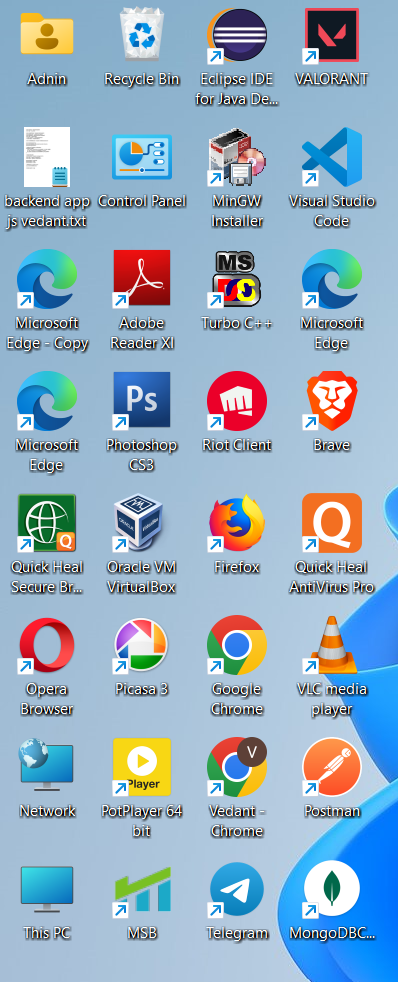 Adnin
Recycle Bin
Eclipse IDE
for Java De...
VALORANT
backend app
js vedant.txt
Control Panel
MinGW
Installer
Visual Studio
Code
Microsoft
Edge - Copy
Adobe
Reader XI
MS
Turbo C++
Microsoft
Edge
Microsoft
Edge
Ps
Photoshop
CS3
Riot Client
Brave
Q
Quick Heal
Secure Br...
Oracle VM
VirtualBox
Firefox
Q
Quick Heal
AntiVirus Pro
Opera
Browser
Picasa 3
Google
Chrome
VLC media
player
Network
Player
PotPlayer 64
bit
V
Vedant -
Chrome
Postman
This PC
MSB
Telegram
MongoDBC...